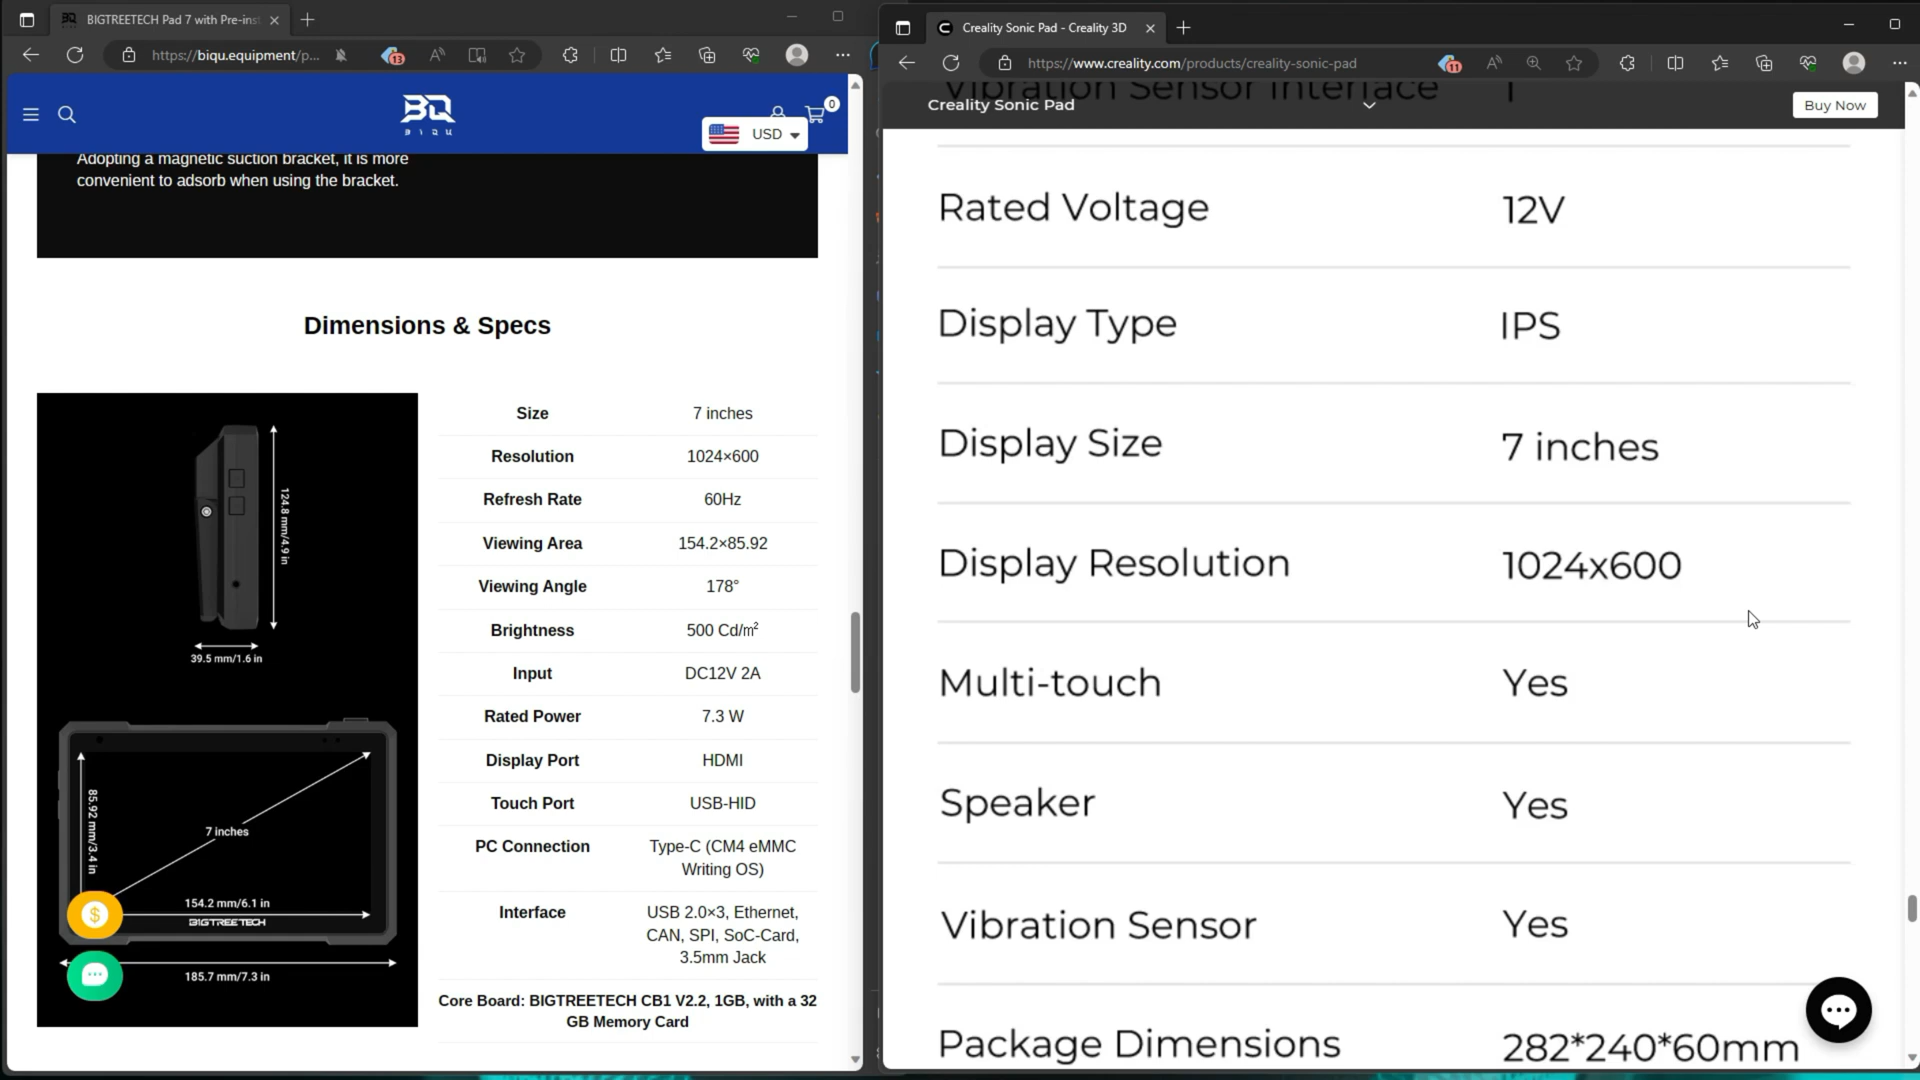 BIGTREETECH Pad 7 with Pre-inst
https://biqu.equipment/p...
13
BIQU
0
USD
Adopting a magnetic suction bracket, it is more
convenient to adsorb when using the bracket.
Dimensions & Specs
124.8 mm/4.9 in
39.5 mm/1.6 in
85.92 mm/3.4 in
7 inches
154.2 mm/6.1 in
BIGTREETECH
185.7 mm/7.3 in
$
Size 7 inches
Resolution 1024×600
Refresh Rate 60Hz
Viewing Area 154.2×85.92
Viewing Angle 178°
Brightness 500 Cd/m²
Input DC12V 2A
Rated Power 7.3 W
Display Port HDMI
Touch Port USB-HID
PC Connection Type-C (CM4 eMMC
Writing OS)
Interface USB 2.0×3, Ethernet,
CAN, SPI, SoC-Card,
3.5mm Jack
Core Board: BIGTREETECH CB1 V2.2, 1GB, with a 32
GB Memory Card
Creality Sonic Pad - Creality 3D
https://www.creality.com/products/creality-sonic-pad
11
Vibration Sensor Interface 1
Creality Sonic Pad
Buy Now
Rated Voltage 12V
Display Type IPS
Display Size 7 inches
Display Resolution 1024x600
Multi-touch Yes
Speaker Yes
Vibration Sensor Yes
Package Dimensions 282*240*60mm